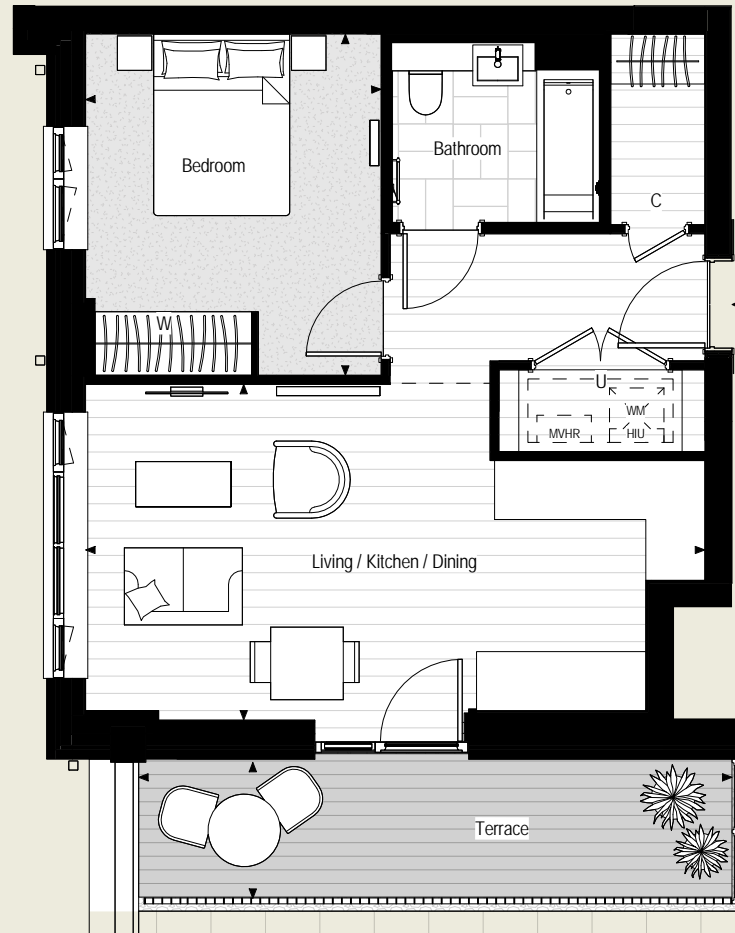 Bedroom
Bathroom
C
W
U
WM
MVHR
HIU
Living / Kitchen / Dining
Terrace